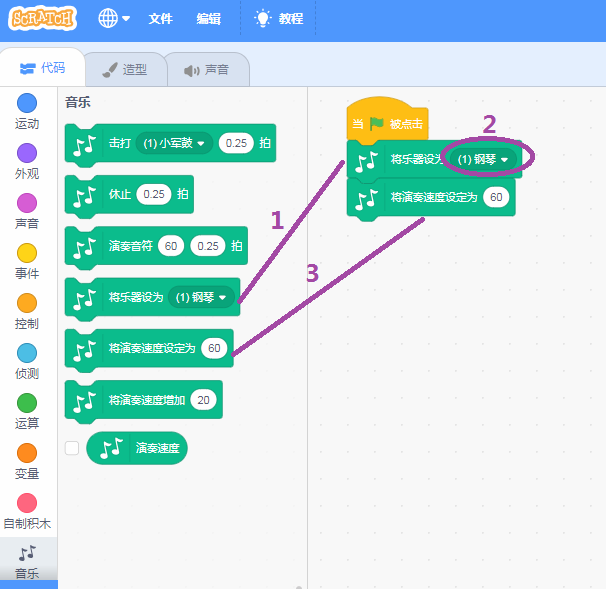 SCRATCH 文件 编辑 教程
代码 造型 声音
运动
外观
声音
事件
控制
侦测
运算
变量
自制积木
音乐
音乐
击打 (1) 小军鼓 0.25 拍
休止 0.25 拍
演奏音符 60 0.25 拍
将乐器设为 (1) 钢琴
将演奏速度设定为 60
将演奏速度增加 20
演奏速度
当 被点击
将乐器设为 (1) 钢琴
将演奏速度设定为 60
1
2
3